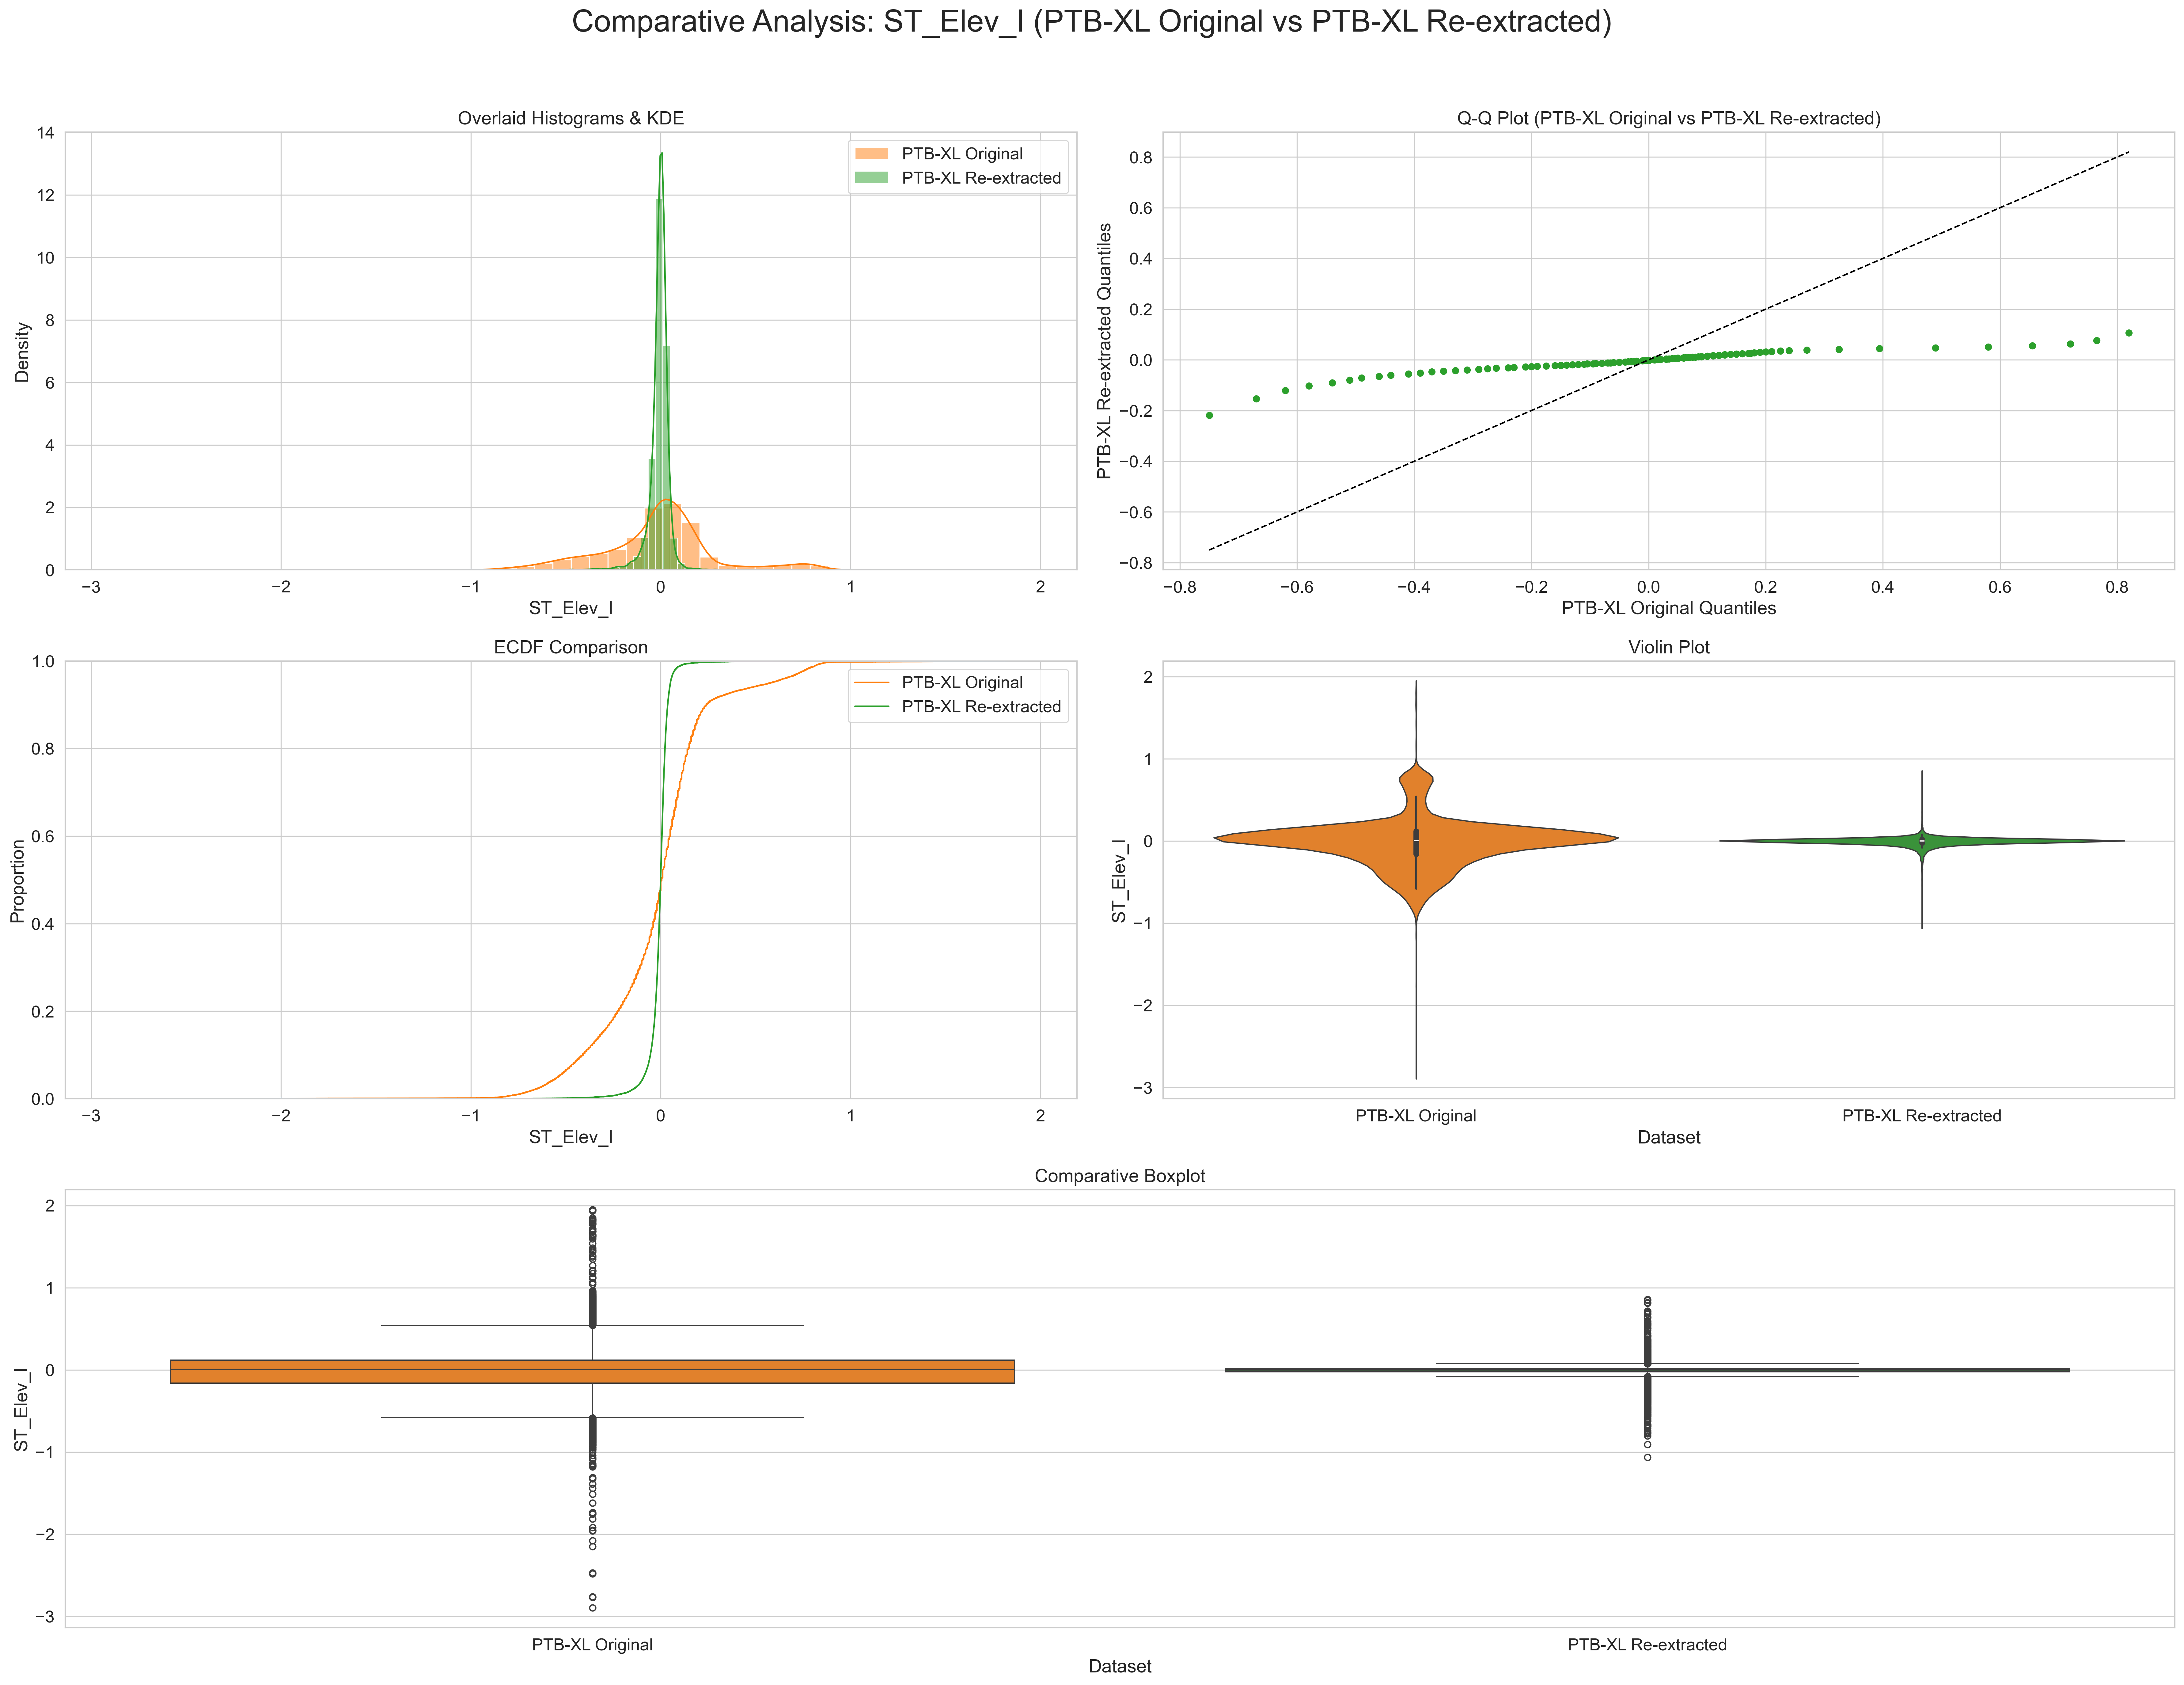 Comparative Analysis: ST_Elev_I (PTB-XL Original vs PTB-XL Re-extracted)
Overlaid Histograms & KDE
14
12
10
8
6
4
2
0
Density
−3
−2
−1
0
1
2
ST_Elev_I
PTB-XL Original
PTB-XL Re-extracted
Q-Q Plot (PTB-XL Original vs PTB-XL Re-extracted)
0.8
0.6
0.4
0.2
0.0
−0.2
−0.4
−0.6
−0.8
PTB-XL Re-extracted Quantiles
−0.8
−0.6
−0.4
−0.2
0.0
0.2
0.4
0.6
0.8
PTB-XL Original Quantiles
ECDF Comparison
1.0
0.8
0.6
0.4
0.2
0.0
Proportion
−3
−2
−1
0
1
2
ST_Elev_I
PTB-XL Original
PTB-XL Re-extracted
Violin Plot
2
1
0
−1
−2
−3
ST_Elev_I
PTB-XL Original
PTB-XL Re-extracted
Dataset
Comparative Boxplot
2
1
0
−1
−2
−3
ST_Elev_I
PTB-XL Original
PTB-XL Re-extracted
Dataset